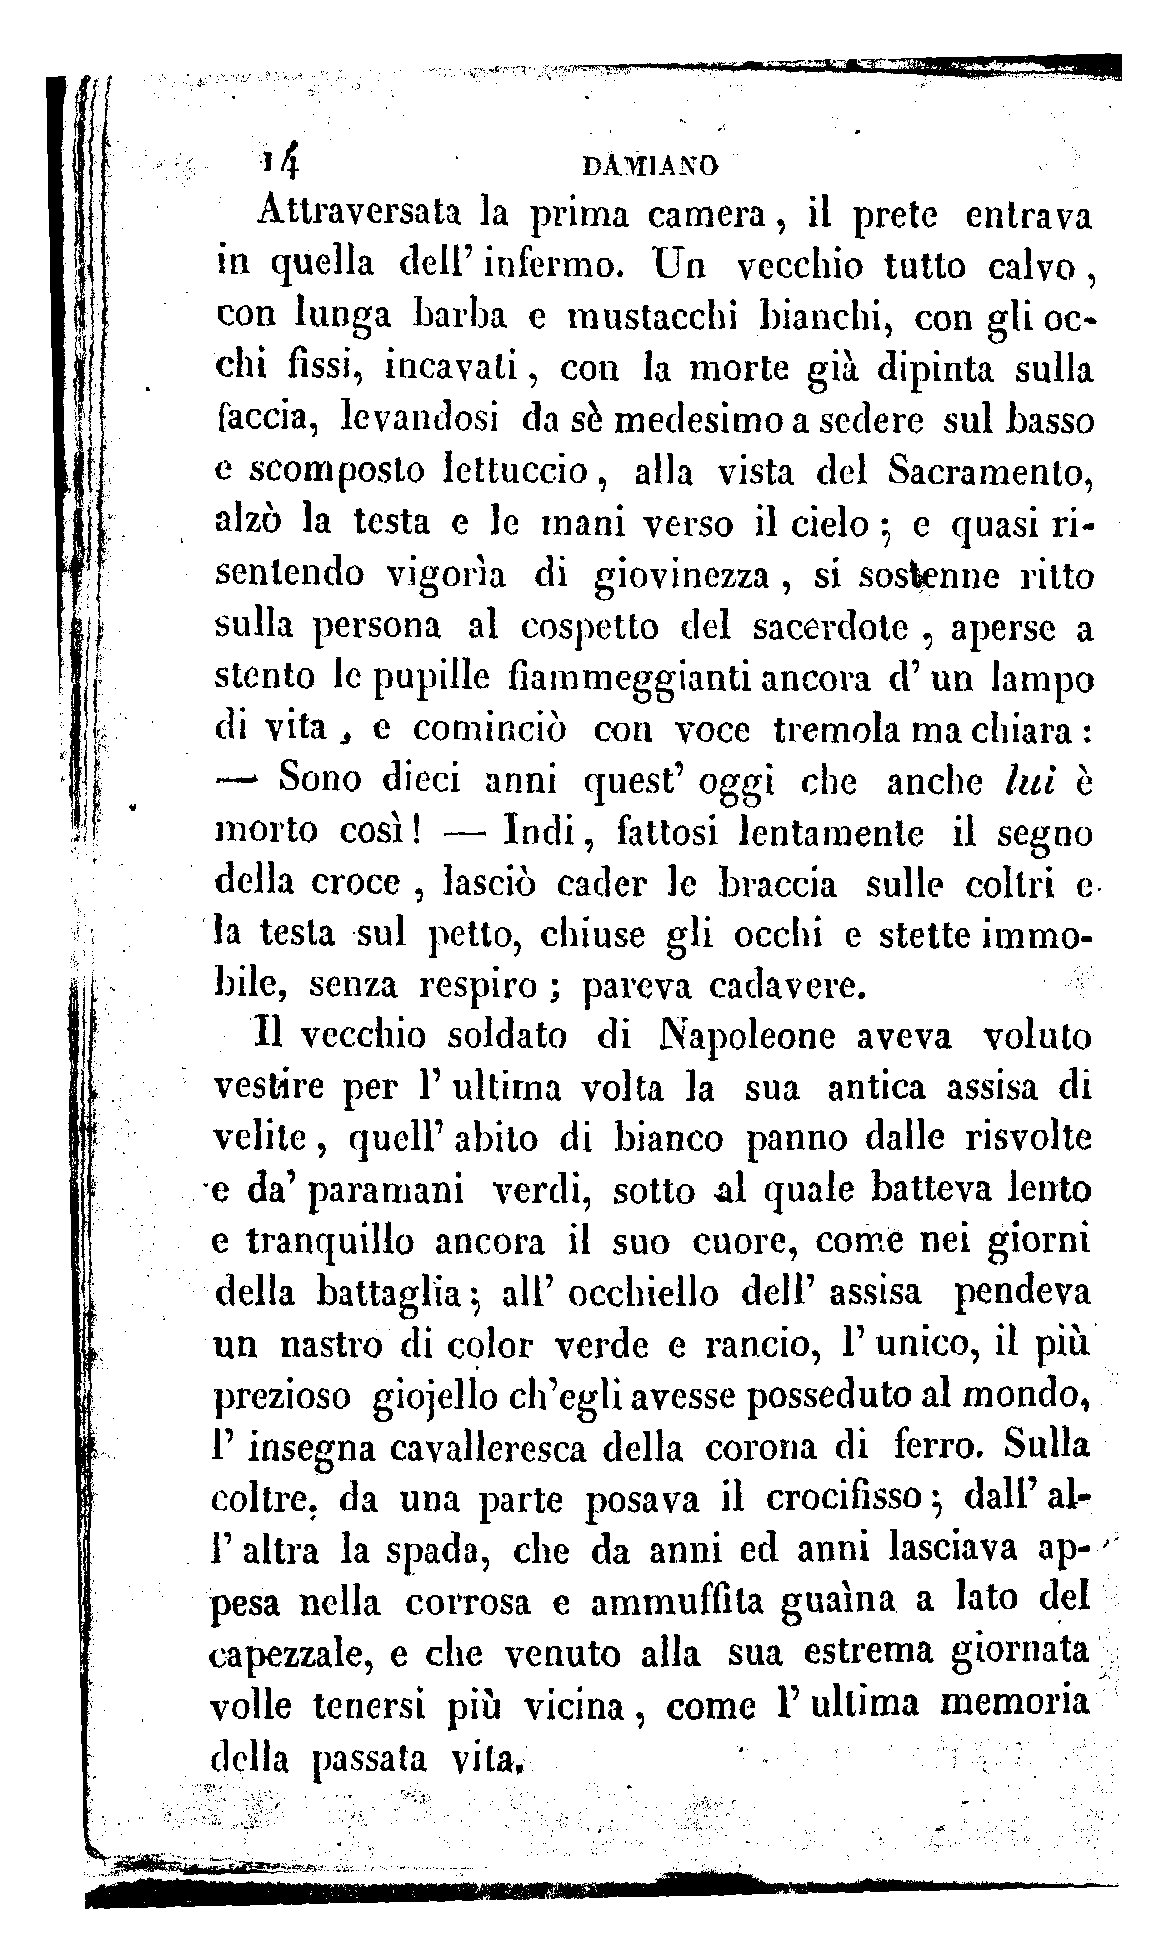 14 DAMIANO
Attraversata la prima camera, il prete entrava
in quella dell' infermo. Un vecchio tutto calvo,
con lunga barba e mustacchi bianchi, con gli oc-
chi fissi, incavati, con la morte già dipinta sulla
faccia, levandosi da sè medesimo a sedere sul basso
e scomposto lettuccio, alla vista del Sacramento,
alzò la testa e le mani verso il cielo; e quasi ri-
sentendo vigorìa di giovinezza, si sostenne ritto
sulla persona al cospetto del sacerdote, aperse a
stento le pupille fiammeggianti ancora d' un lampo
di vita, e cominciò con voce tremola ma chiara:
— Sono dieci anni quest' oggi che anche lui è
morto così! — Indi, fattosi lentamente il segno
della croce, lasciò cader le braccia sulle coltri e
la testa sul petto, chiuse gli occhi e stette immo-
bile, senza respiro; pareva cadavere.
Il vecchio soldato di Napoleone aveva voluto
vestire per l' ultima volta la sua antica assisa di
velite, quell' abito di bianco panno dalle risvolte
e da' paramani verdi, sotto al quale batteva lento
e tranquillo ancora il suo cuore, come nei giorni
della battaglia; all' occhiello dell' assisa pendeva
un nastro di color verde e rancio, l' unico, il più
prezioso giojello ch'egli avesse posseduto al mondo,
l' insegna cavalleresca della corona di ferro. Sulla
coltre, da una parte posava il crocifisso; dall' al-
l' altra la spada, che da anni ed anni lasciava ap-
pesa nella corrosa e ammuffita guaìna a lato del
capezzale, e che venuto alla sua estrema giornata
volle tenersi più vicina, come l' ultima memoria
della passata vita.